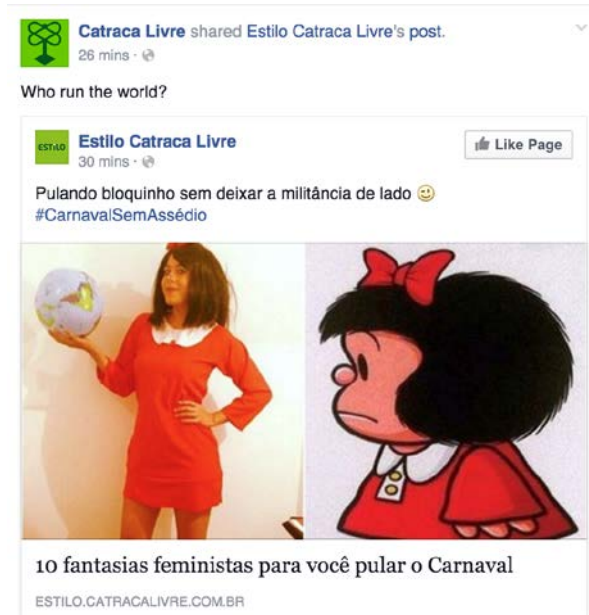 Catraca Livre shared Estilo Catraca Livre's post.
26 mins ·
Who run the world?
ESTILO
Estilo Catraca Livre
30 mins ·
Like Page
Pulando bloquinho sem deixar a militância de lado 😉
#CarnavalSemAssédio
10 fantasias feministas para você pular o Carnaval
ESTILO.CATRACALIVRE.COM.BR